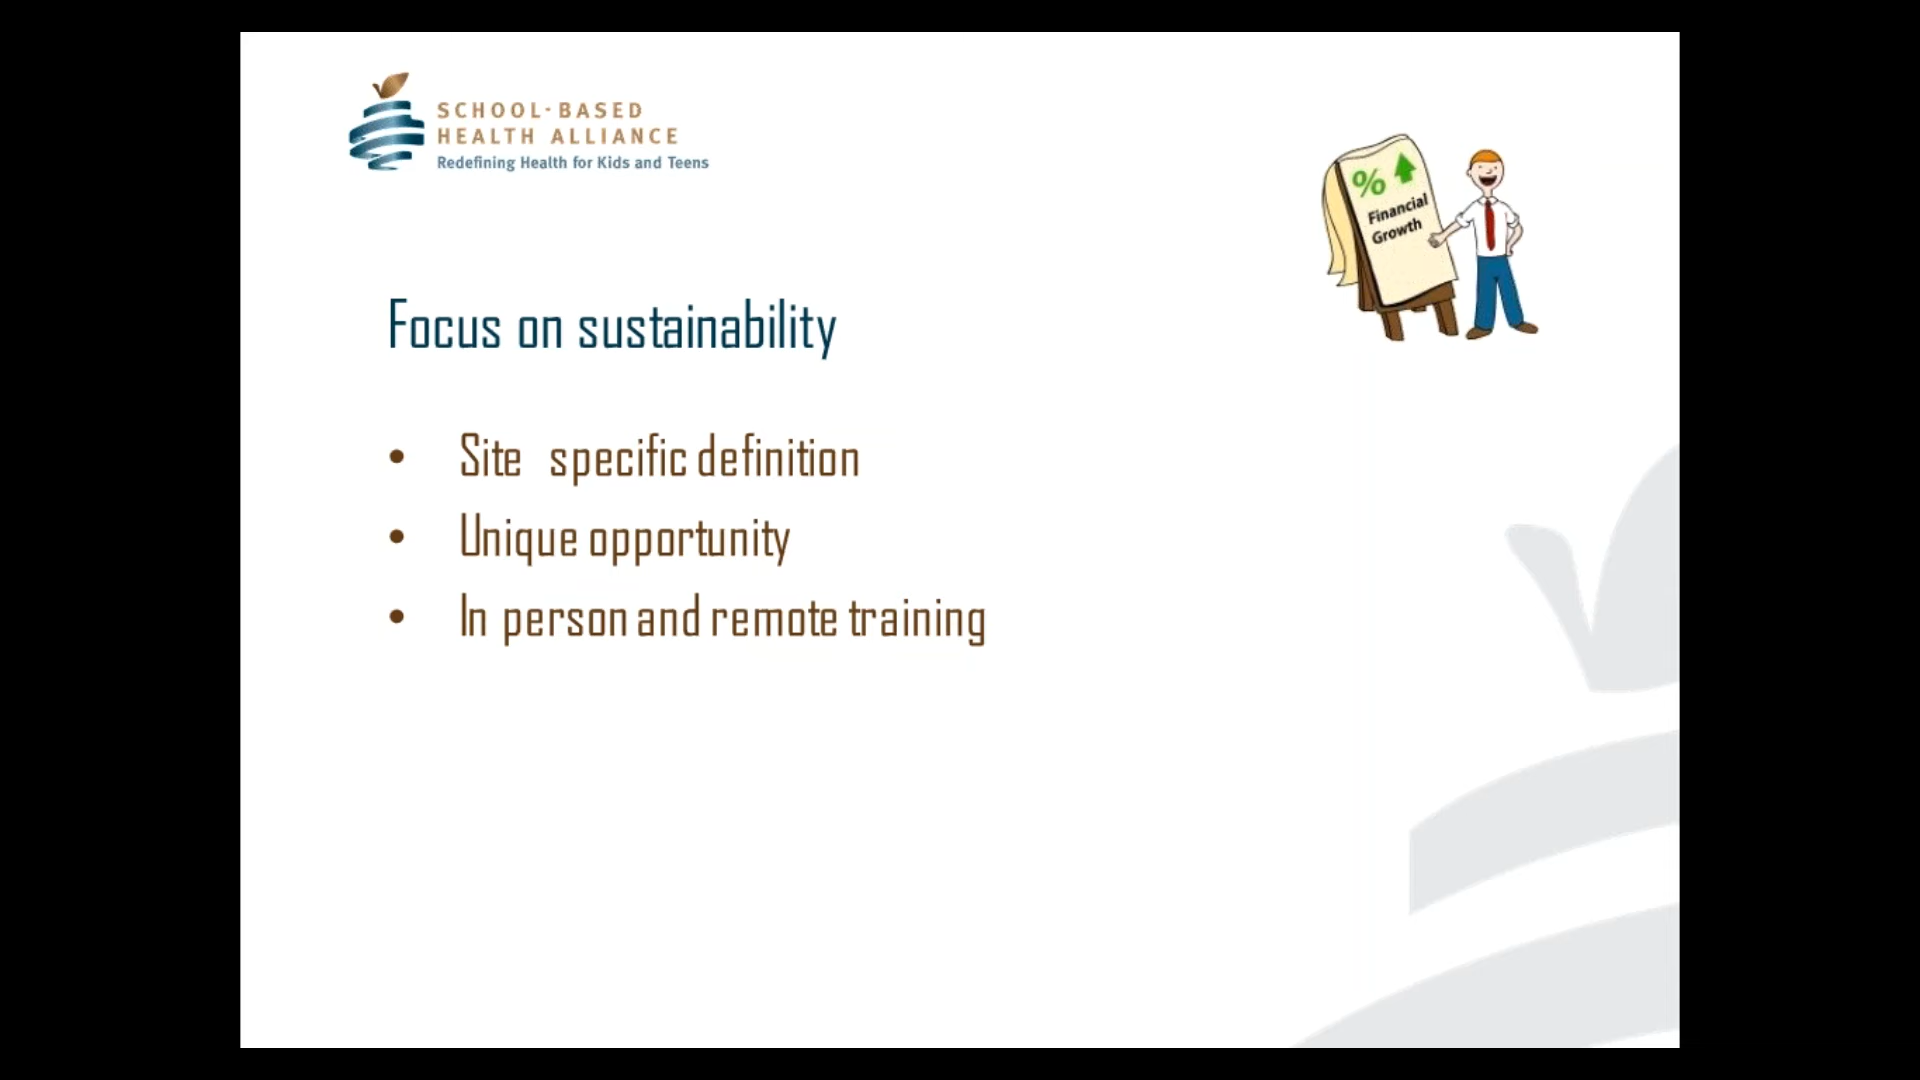 SCHOOL-BASED
HEALTH ALLIANCE
Redefining Health for Kids and Teens
%
Financial
Growth
Focus on sustainability
• Site specific definition
• Unique opportunity
• In person and remote training